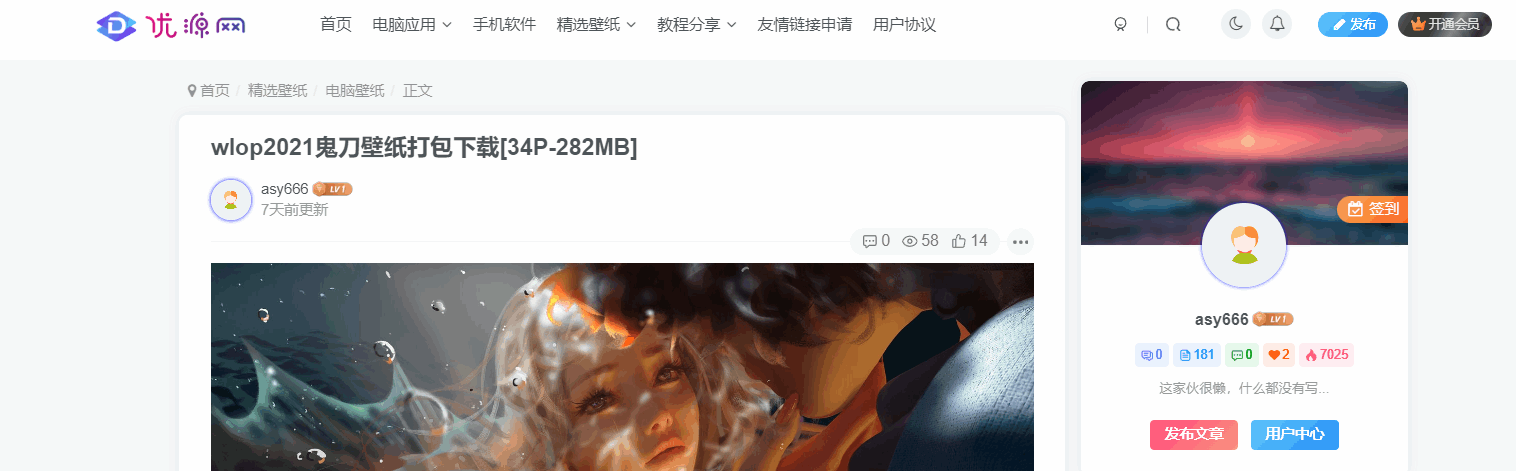 优源网 首页 电脑应用 手机软件 精选壁纸 教程分享 友情链接申请 用户协议 发布 开通会员
首页 / 精选壁纸 / 电脑壁纸 / 正文
wlop2021鬼刀壁纸打包下载[34P-282MB]
asy666 LV1
7天前更新
0 58 14
签到
asy666 LV1
0 181 0 2 7025
这家伙很懒，什么都没有写...
发布文章 用户中心